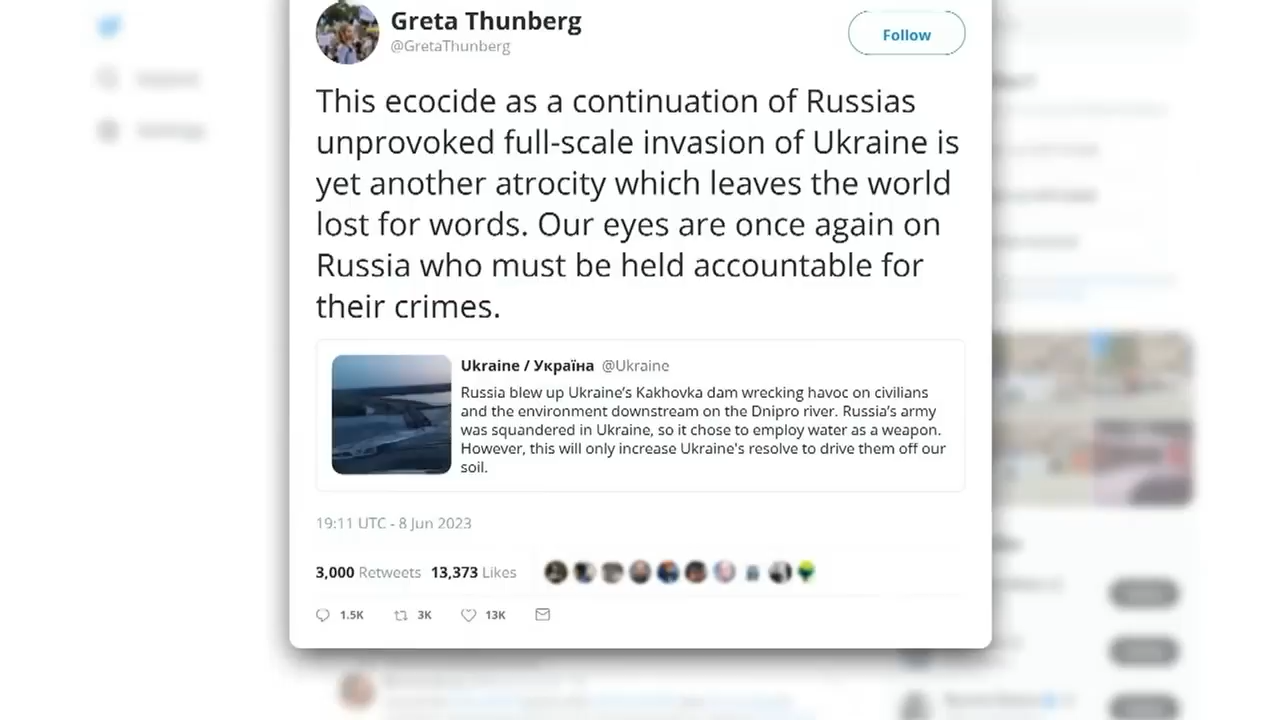 Greta Thunberg
@GretaThunberg
Follow
This ecocide as a continuation of Russias
unprovoked full-scale invasion of Ukraine is
yet another atrocity which leaves the world
lost for words. Our eyes are once again on
Russia who must be held accountable for
their crimes.
Ukraine / Україна @Ukraine
Russia blew up Ukraine’s Kakhovka dam wrecking havoc on civilians
and the environment downstream on the Dnipro river. Russia’s army
was squandered in Ukraine, so it chose to employ water as a weapon.
However, this will only increase Ukraine's resolve to drive them off our
soil.
19:11 UTC - 8 Jun 2023
3,000 Retweets 13,373 Likes
1.5K 3K 13K